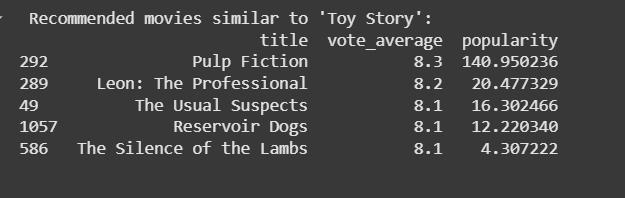 Recommended movies similar to 'Toy Story':
title vote_average popularity
292 Pulp Fiction 8.3 140.950236
289 Leon: The Professional 8.2 20.477329
49 The Usual Suspects 8.1 16.302466
1057 Reservoir Dogs 8.1 12.220340
586 The Silence of the Lambs 8.1 4.307222